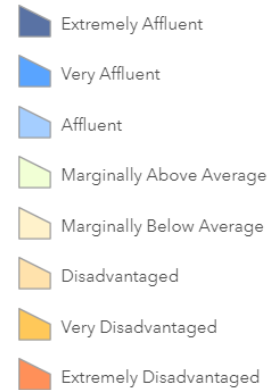 Extremely Affluent
Very Affluent
Affluent
Marginally Above Average
Marginally Below Average
Disadvantaged
Very Disadvantaged
Extremely Disadvantaged